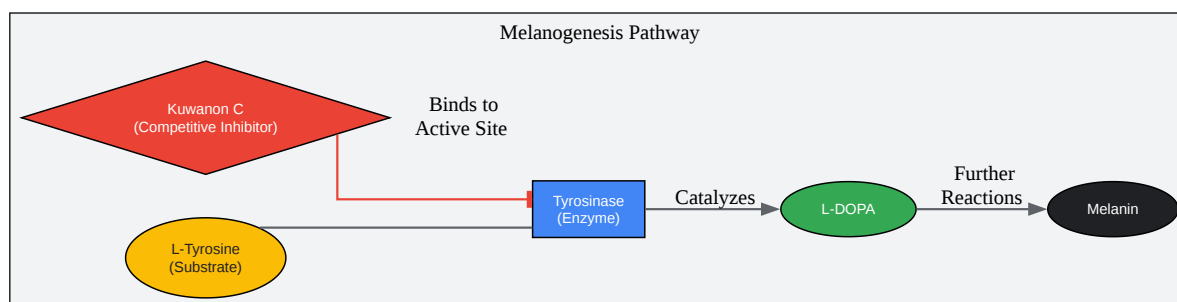 Melanogenesis Pathway
Kuwanon C
(Competitive Inhibitor)
Binds to
Active Site
L-Tyrosine
(Substrate)
Tyrosinase
(Enzyme)
Catalyzes
L-DOPA
Further
Reactions
Melanin